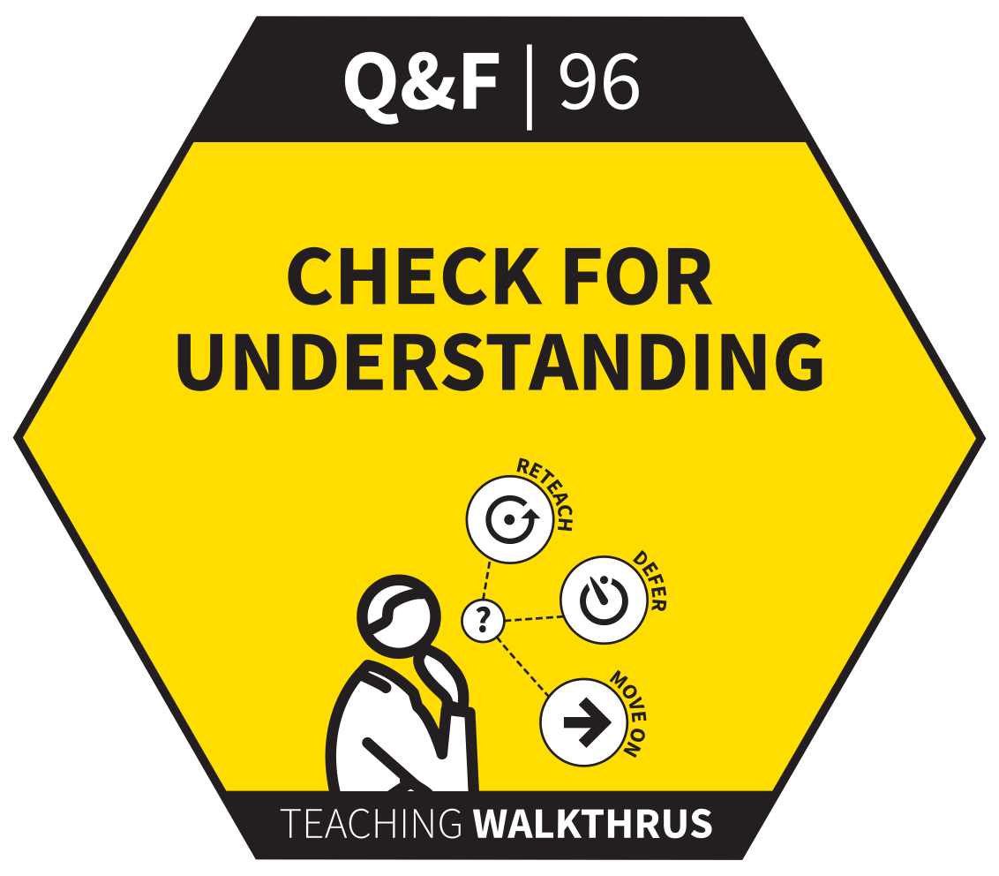 Q&F | 96
CHECK FOR
UNDERSTANDING
RETEACH
DEFER
?
MOVE ON
TEACHING WALKTHRUS